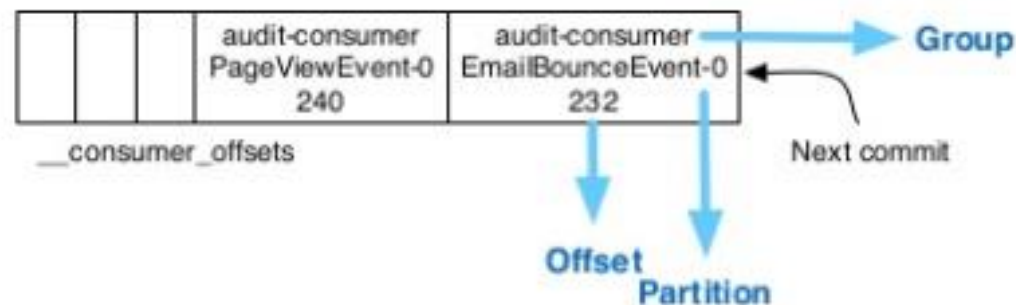 audit-consumer
PageViewEvent-0
240
audit-consumer
EmailBounceEvent-0
232
Group
__consumer_offsets
Next commit
Offset
Partition